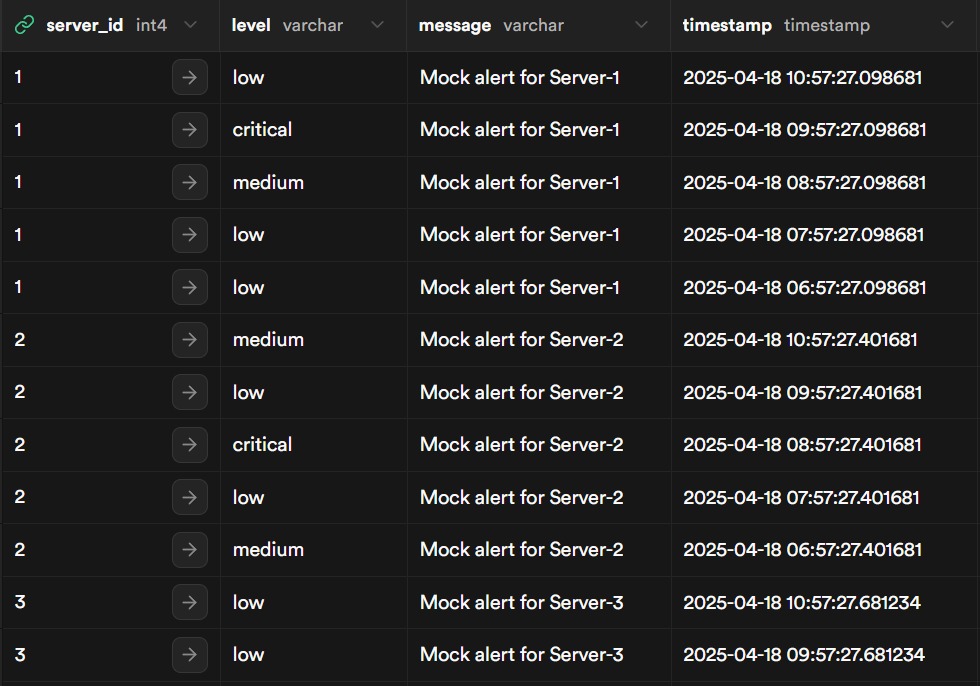 server_id int4 level varchar message varchar timestamp timestamp
1 low Mock alert for Server-1 2025-04-18 10:57:27.098681
1 critical Mock alert for Server-1 2025-04-18 09:57:27.098681
1 medium Mock alert for Server-1 2025-04-18 08:57:27.098681
1 low Mock alert for Server-1 2025-04-18 07:57:27.098681
1 low Mock alert for Server-1 2025-04-18 06:57:27.098681
2 medium Mock alert for Server-2 2025-04-18 10:57:27.401681
2 low Mock alert for Server-2 2025-04-18 09:57:27.401681
2 critical Mock alert for Server-2 2025-04-18 08:57:27.401681
2 low Mock alert for Server-2 2025-04-18 07:57:27.401681
2 medium Mock alert for Server-2 2025-04-18 06:57:27.401681
3 low Mock alert for Server-3 2025-04-18 10:57:27.681234
3 low Mock alert for Server-3 2025-04-18 09:57:27.681234